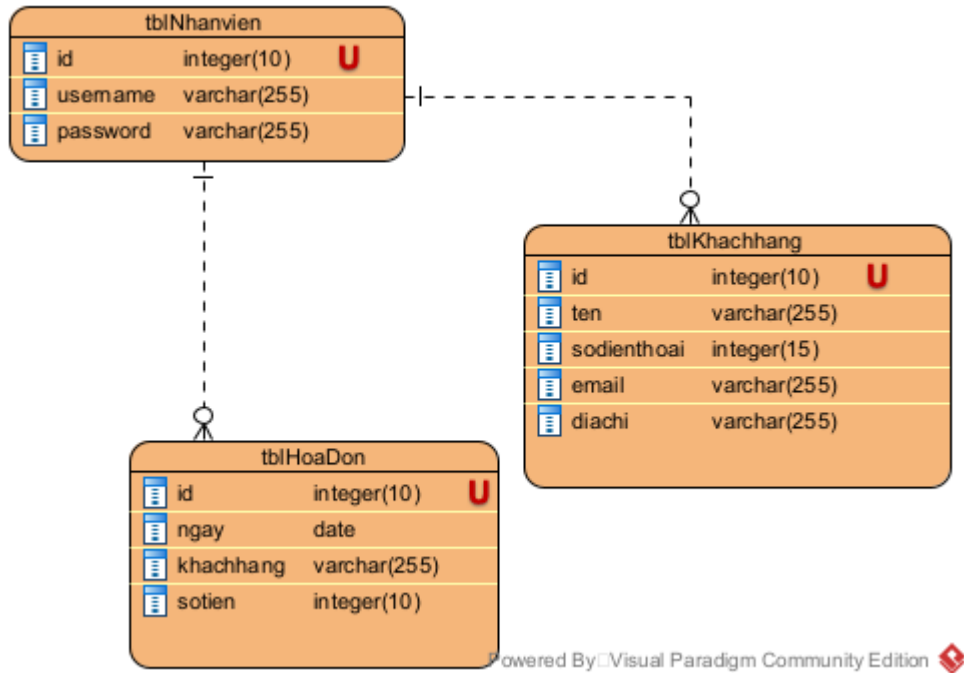 tblNhanvien
id integer(10) U
username varchar(255)
password varchar(255)
tblKhachhang
id integer(10) U
ten varchar(255)
sodienthoai integer(15)
email varchar(255)
diachi varchar(255)
tblHoaDon
id integer(10) U
ngay date
khachhang varchar(255)
sotien integer(10)
Powered By□Visual Paradigm Community Edition